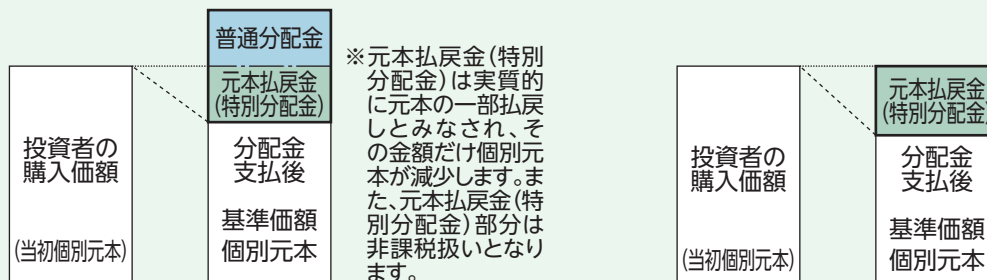 普通分配金
元本払戻金
(特別分配金)
投資者の
購入価額
(当初個別元本)
分配金
支払後
基準価額
個別元本
※元本払戻金(特別
分配金)は実質的
に元本の一部払戻
しとみなされ、そ
の金額だけ個別元
本が減少します。ま
た、元本払戻金(特
別分配金)部分は
非課税扱いとなり
ます。
投資者の
購入価額
(当初個別元本)
元本払戻金
(特別分配金)
分配金
支払後
基準価額
個別元本